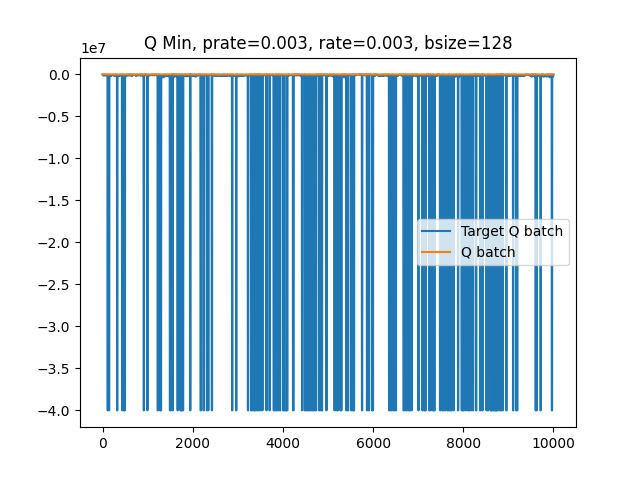 Q Min, prate=0.003, rate=0.003, bsize=128
1e7
0.0
−0.5
−1.0
−1.5
−2.0
−2.5
−3.0
−3.5
−4.0
Target Q batch
Q batch
0 2000 4000 6000 8000 10000